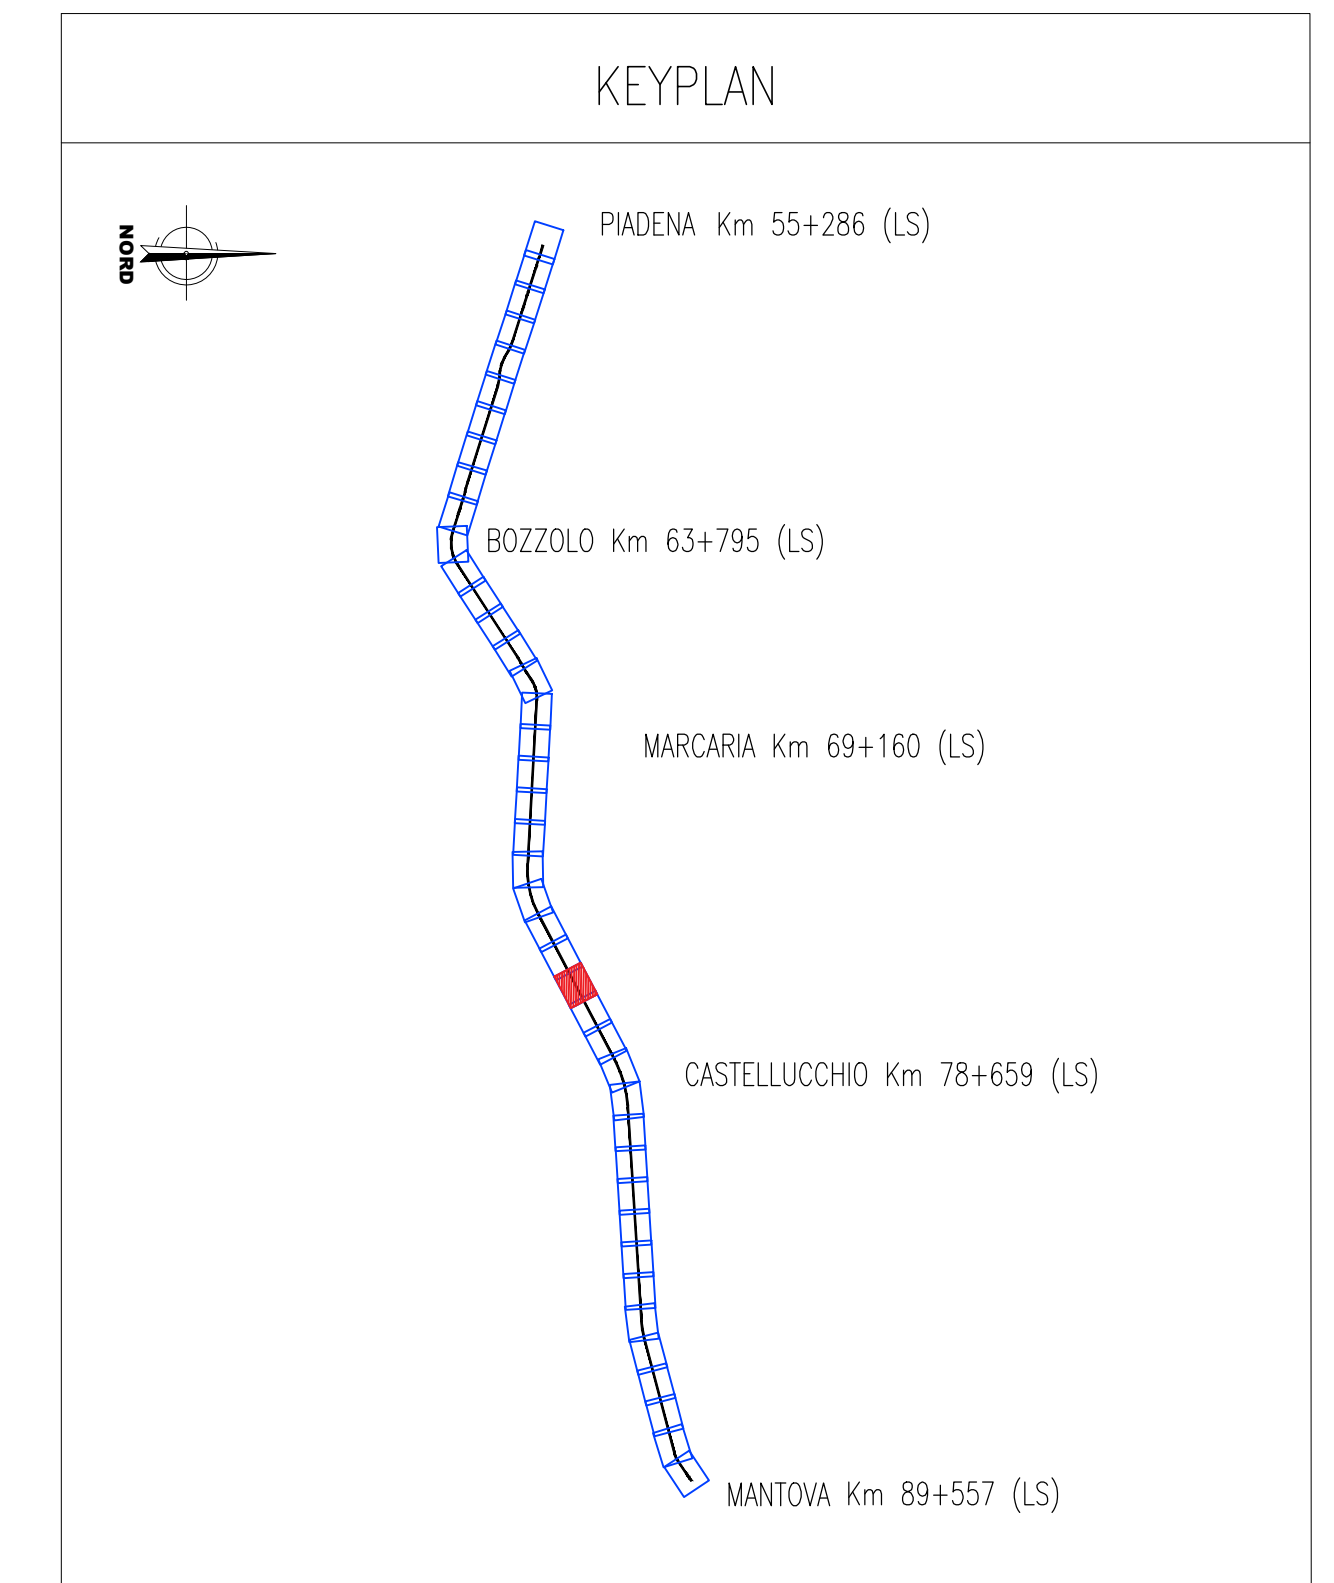 KEYPLAN
NORD
PIADENA Km 55+286 (LS)
BOZZOLO Km 63+795 (LS)
MARCARIA Km 69+160 (LS)
CASTELLUCCHIO Km 78+659 (LS)
MANTOVA Km 89+557 (LS)